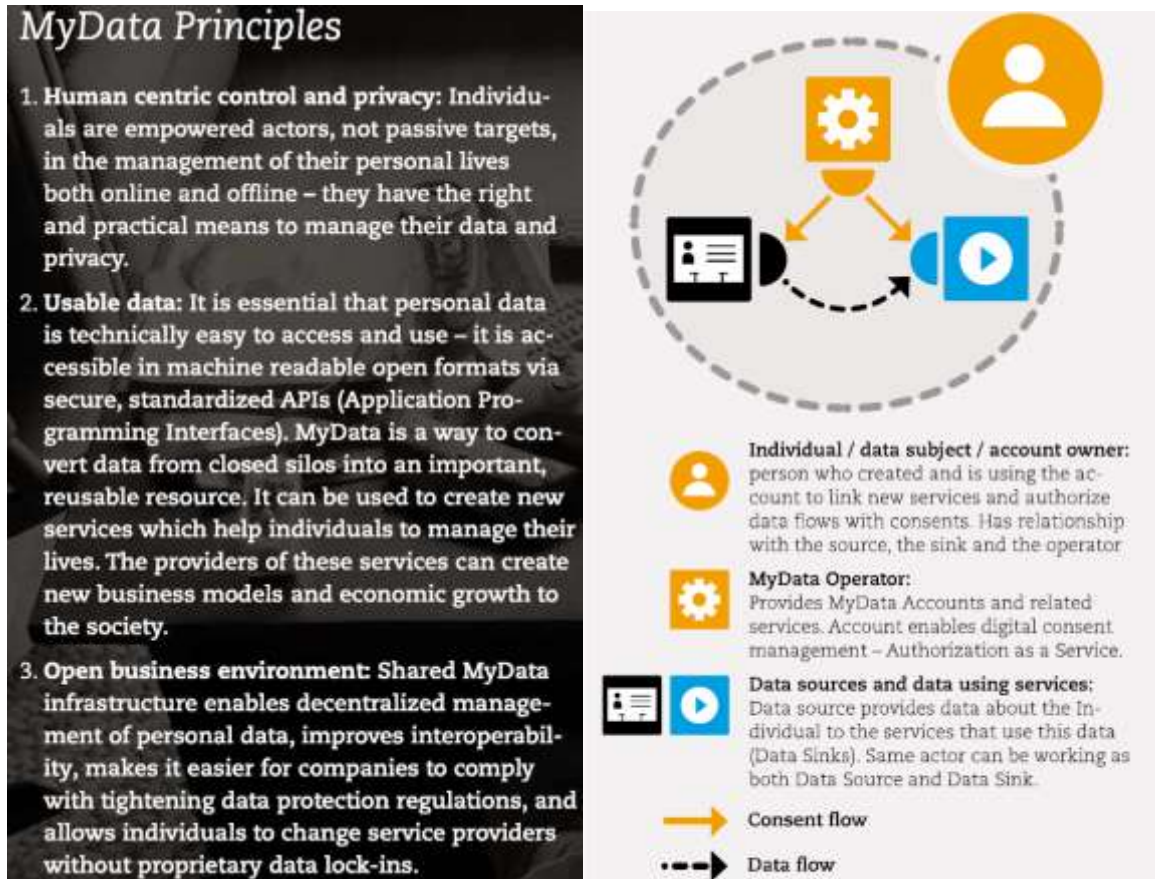 MyData Principles
1. Human centric control and privacy: Individu-
als are empowered actors, not passive targets,
in the management of their personal lives
both online and offline – they have the right
and practical means to manage their data and
privacy.
2. Usable data: It is essential that personal data
is technically easy to access and use – it is ac-
cessible in machine readable open formats via
secure, standardized APIs (Application Pro-
gramming Interfaces). MyData is a way to con-
vert data from closed silos into an important,
reusable resource. It can be used to create new
services which help individuals to manage their
lives. The providers of these services can create
new business models and economic growth to
the society.
3. Open business environment: Shared MyData
infrastructure enables decentralized manage-
ment of personal data, improves interoperabil-
ity, makes it easier for companies to comply
with tightening data protection regulations, and
allows individuals to change service providers
without proprietary data lock-ins.
Individual / data subject / account owner:
person who created and is using the ac-
count to link new services and authorize
data flows with consents. Has relationship
with the source, the sink and the operator
MyData Operator:
Provides MyData Accounts and related
services. Account enables digital consent
management – Authorization as a Service.
Data sources and data using services:
Data source provides data about the In-
dividual to the services that use this data
(Data Sinks). Same actor can be working as
both Data Source and Data Sink.
Consent flow
Data flow